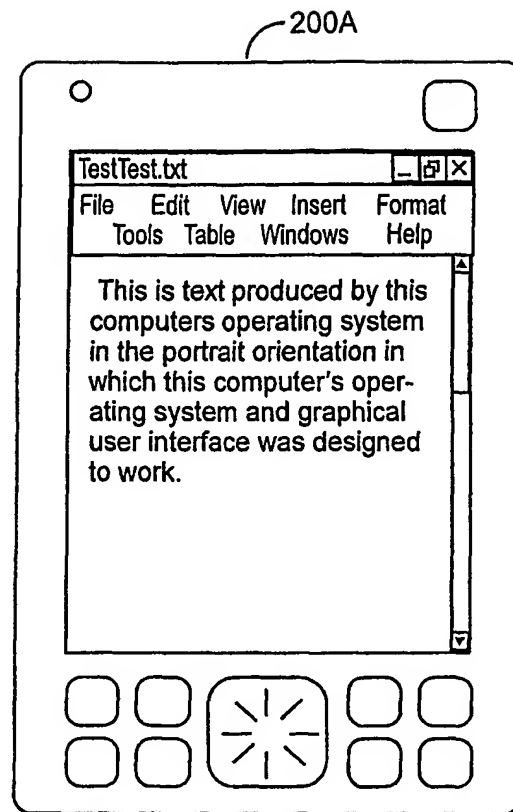 200A
TestTest.txt
File Edit View Insert Format
Tools Table Windows Help
This is text produced by this
computers operating system
in the portrait orientation in
which this computer's oper-
ating system and graphical
user interface was designed
to work.